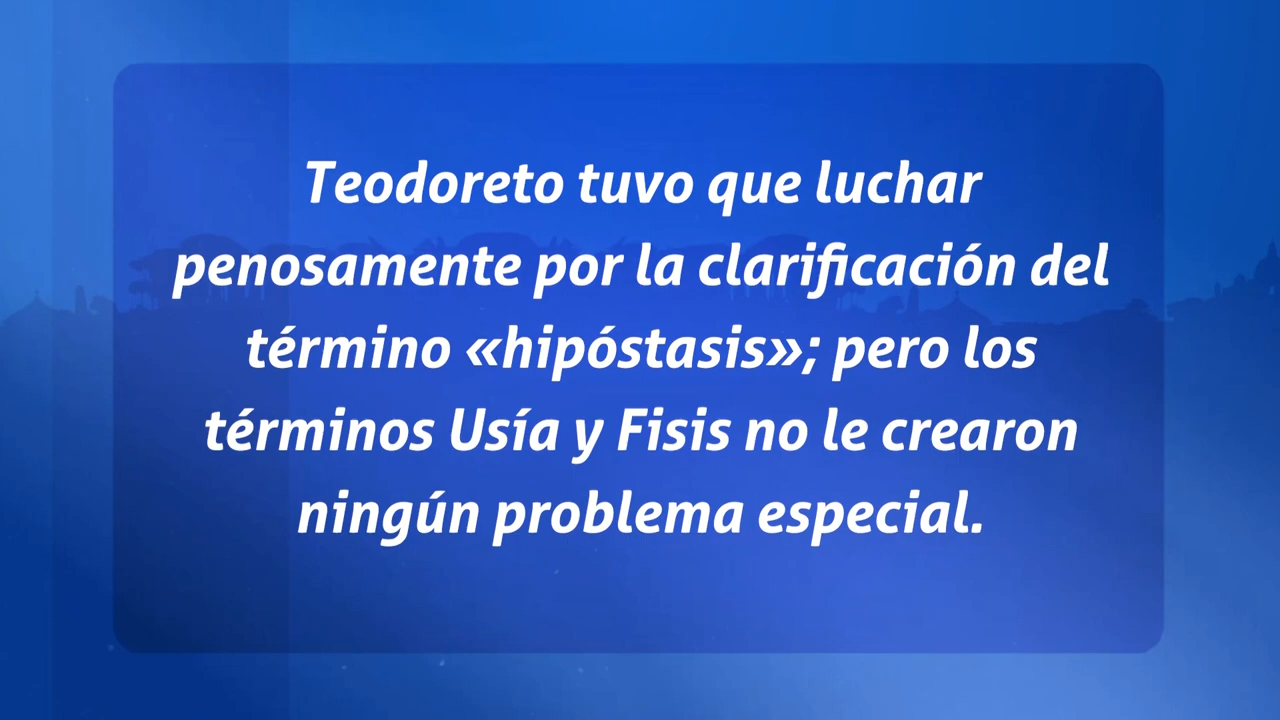 Teodoreto tuvo que luchar
penosamente por la clarificación del
término «hipóstasis»; pero los
términos Usía y Fisis no le crearon
ningún problema especial.